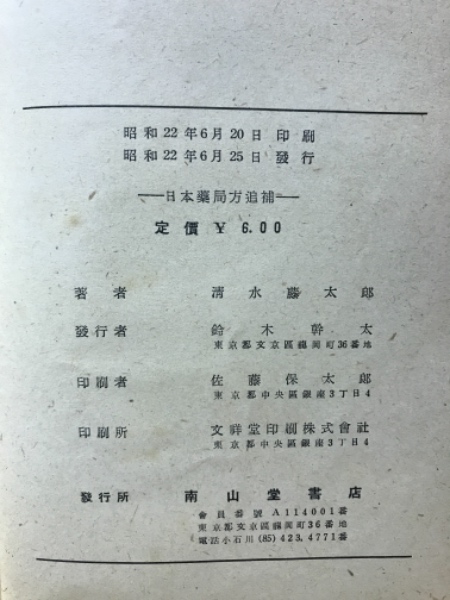 昭和22年6月20日 印刷
昭和22年6月25日 發行
―日本藥局方追補―
定價 ¥ 6.00
著者 清水藤太郎
發行者 鈴木幹太
東京都文京區龍岡町36番地
印刷者 佐藤保太郎
東京都中央區銀南3丁目4
印刷所 文祥堂印刷株式會社
東京都中央區銀南3丁目4
發行所 南山堂書店
會員番號 A114001番
東京都文京區龍岡町36番地
電話小石川(85)423.4771番